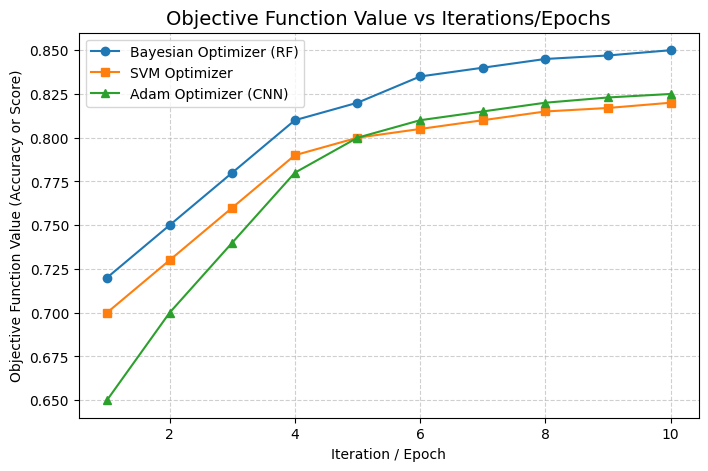 Objective Function Value vs Iterations/Epochs
Bayesian Optimizer (RF)
SVM Optimizer
Adam Optimizer (CNN)
Objective Function Value (Accuracy or Score)
0.850
0.825
0.800
0.775
0.750
0.725
0.700
0.675
0.650
2
4
6
8
10
Iteration / Epoch